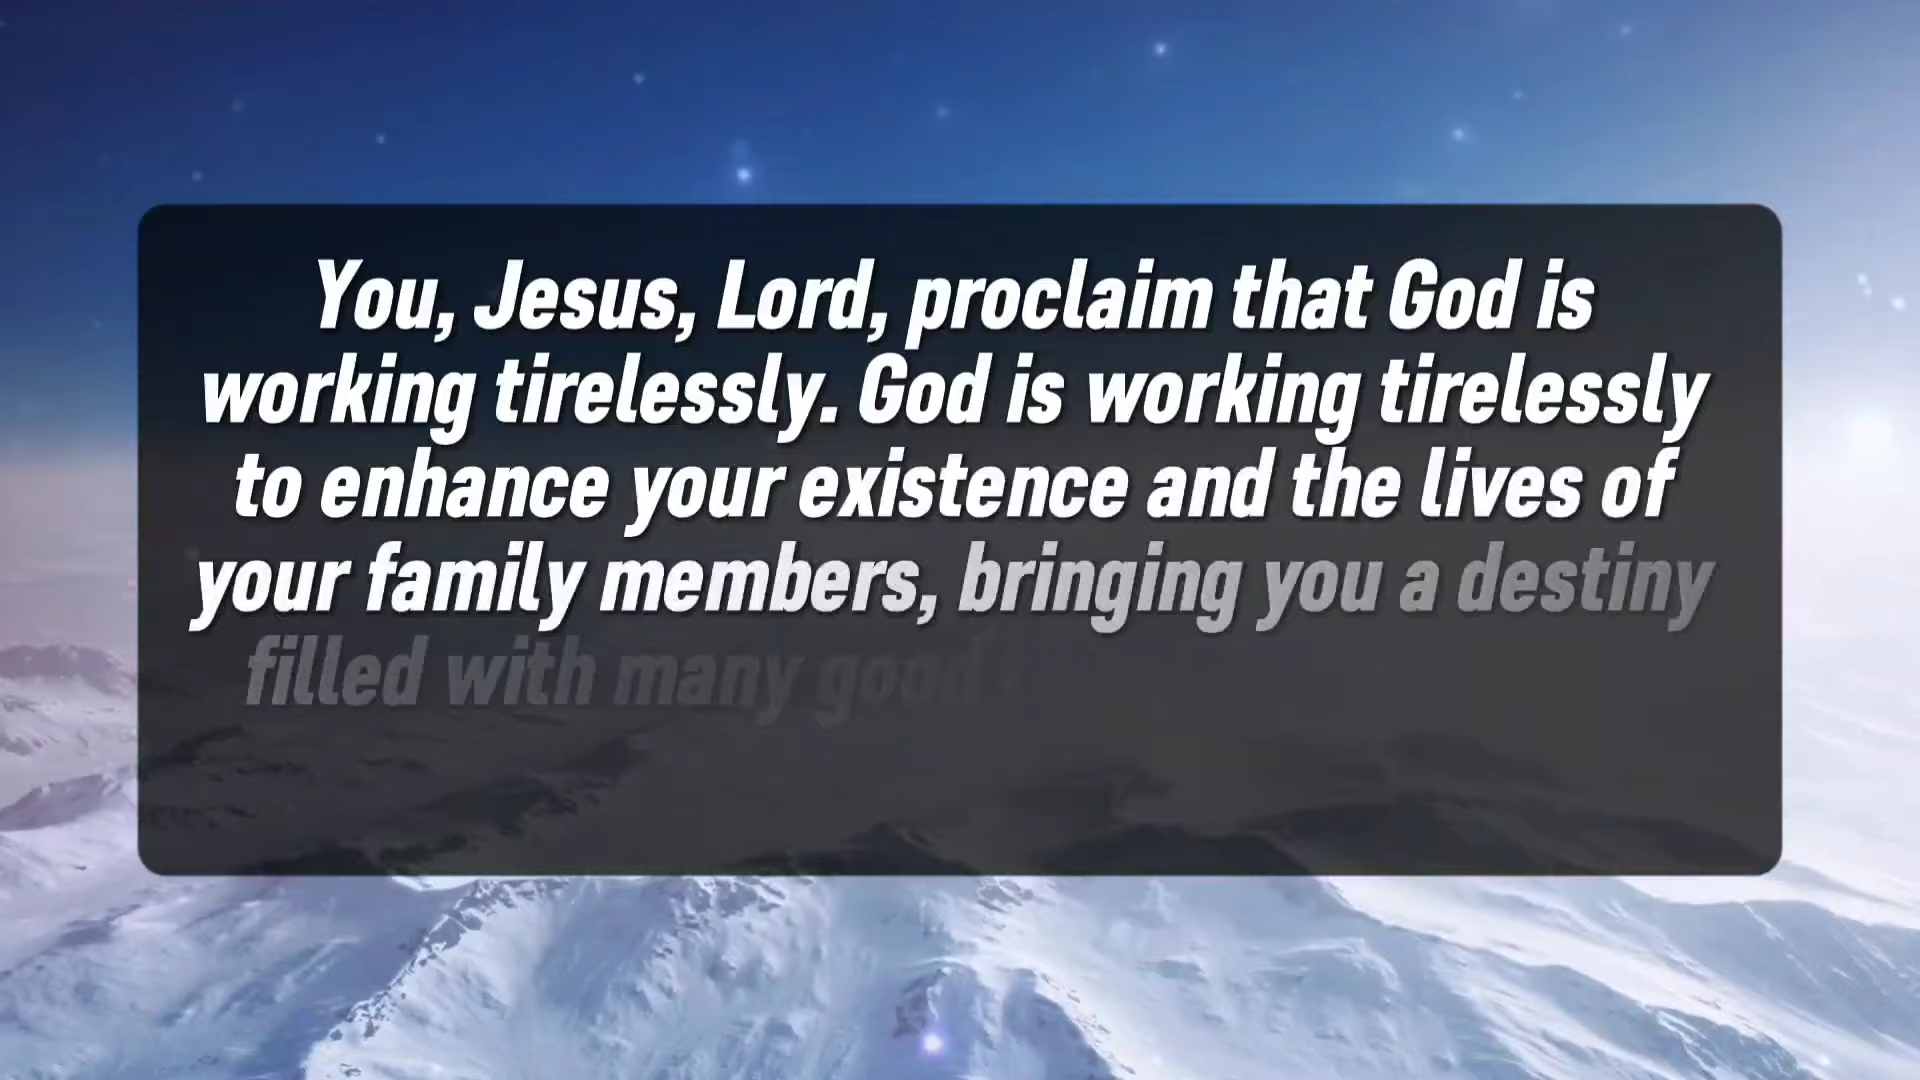 You, Jesus, Lord, proclaim that God is
working tirelessly. God is working tirelessly
to enhance your existence and the lives of
your family members, bringing you a destiny
filled with many good